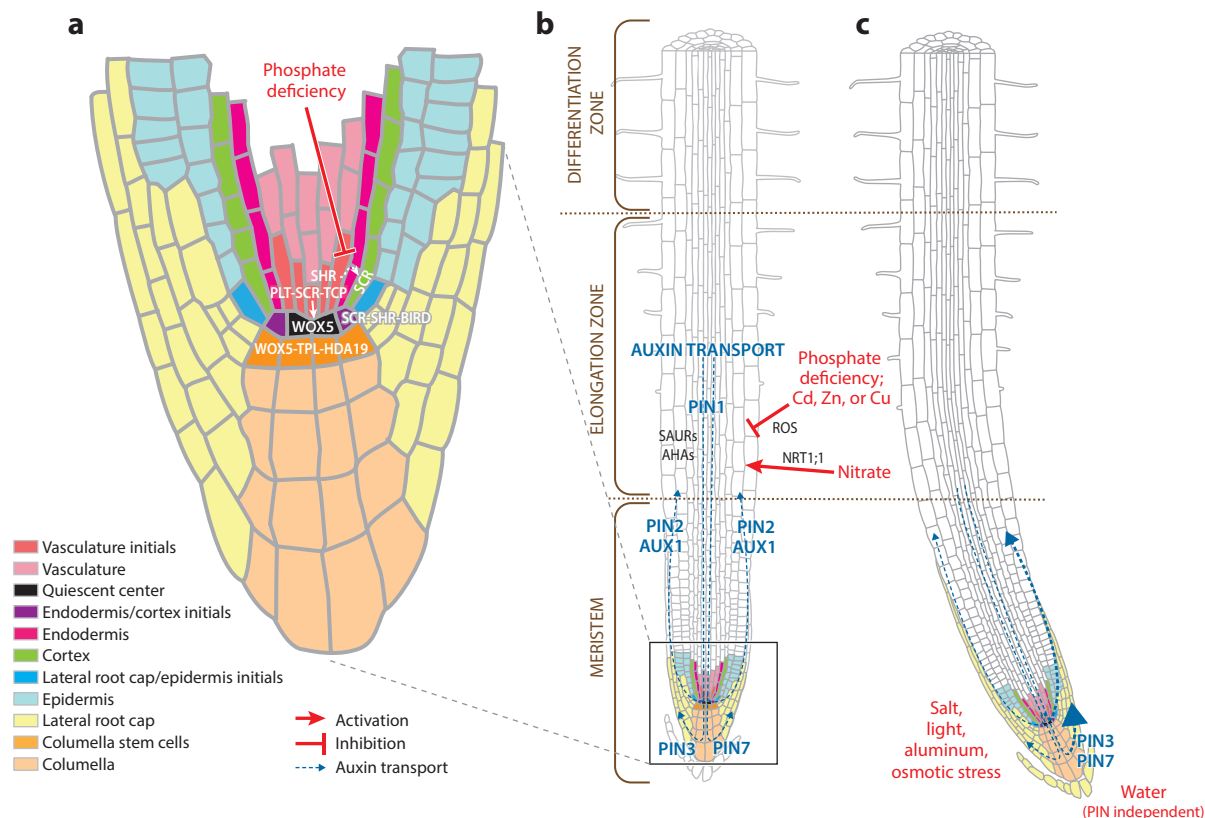 a
Phosphate
deficiency
SHR
SCR
PLT-SCR-TCP
WOX5
SCR-SHR-BIRD
WOX5-TPL-HDA19
Vasculature initials
Vasculature
Quiescent center
Endodermis/cortex initials
Endodermis
Cortex
Lateral root cap/epidermis initials
Epidermis
Lateral root cap
Columella stem cells
Columella
Activation
Inhibition
Auxin transport
b
DIFFERENTIATION
ZONE
ELONGATION ZONE
MERISTEM
AUXIN TRANSPORT
PIN1
SAURs
AHAs
Phosphate
deficiency;
Cd, Zn, or Cu
ROS
NRT1;1
Nitrate
PIN2
AUX1
PIN2
AUX1
PIN3
PIN7
c
Salt,
light,
aluminum,
osmotic stress
PIN3
PIN7
Water
(PIN independent)